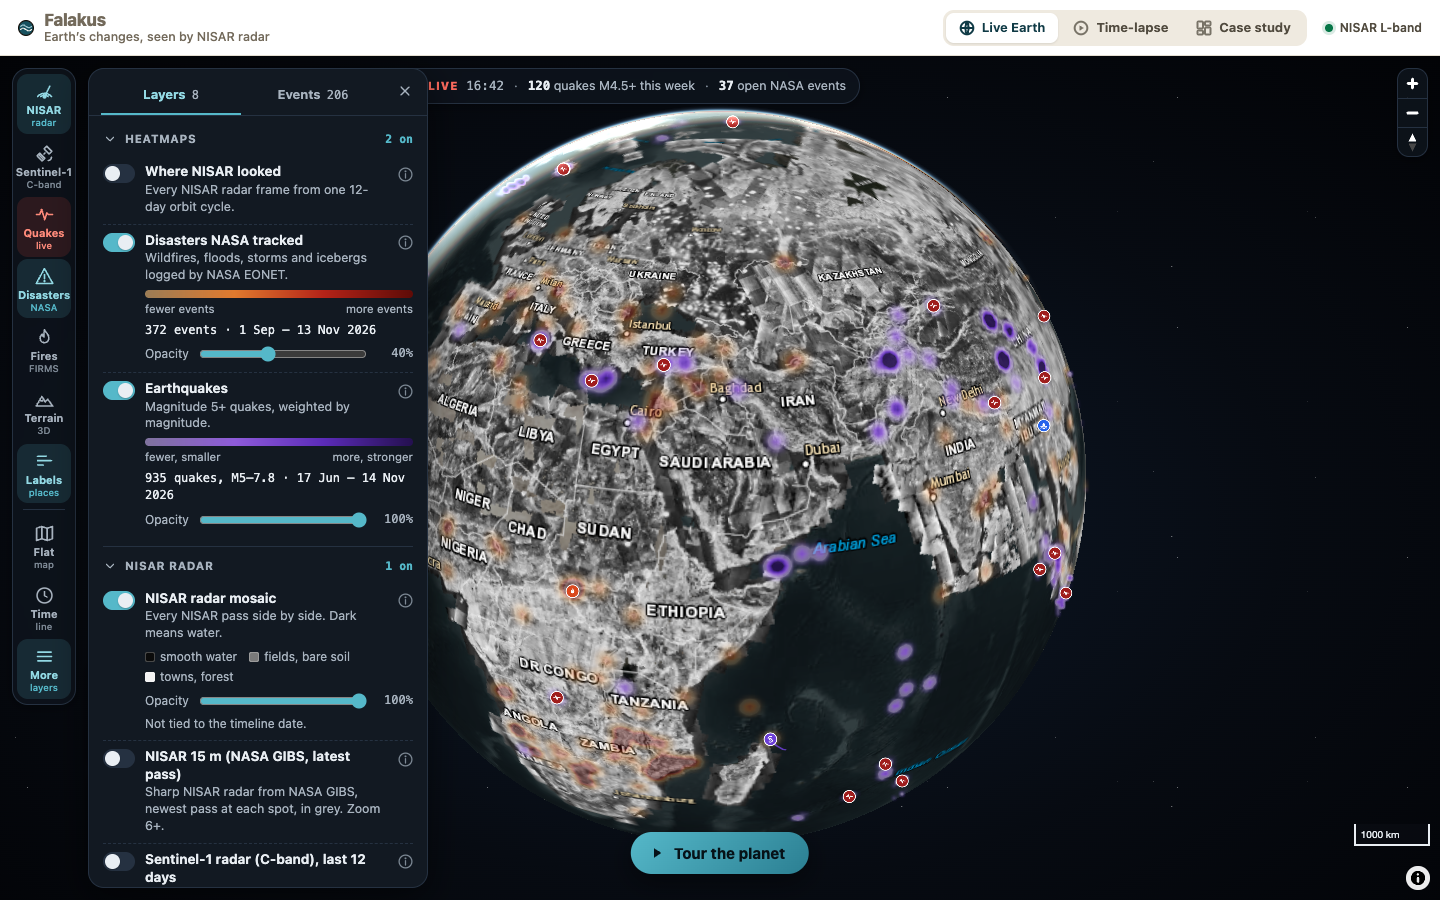 Falakus
Earth's changes, seen by NISAR radar
Live Earth
Time-lapse
Case study
NISAR L-band
NISAR
radar
Sentinel-1
C-band
Quakes
live
Disasters
NASA
Fires
FIRMS
Terrain
3D
Labels
places
Flat
map
Time
line
More
layers
Layers 8
Events 206
HEATMAPS
2 on
Where NISAR looked
Every NISAR radar frame from one 12-
day orbit cycle.
Disasters NASA tracked
Wildfires, floods, storms and icebergs
logged by NASA EONET.
fewer events
more events
372 events · 1 Sep – 13 Nov 2026
Opacity
40%
Earthquakes
Magnitude 5+ quakes, weighted by
magnitude.
fewer, smaller
more, stronger
935 quakes, M5–7.8 · 17 Jun – 14 Nov
2026
Opacity
100%
NISAR RADAR
1 on
NISAR radar mosaic
Every NISAR pass side by side. Dark
means water.
smooth water
fields, bare soil
towns, forest
Opacity
100%
Not tied to the timeline date.
NISAR 15 m (NASA GIBS, latest
pass)
Sharp NISAR radar from NASA GIBS,
newest pass at each spot, in grey. Zoom
6+.
Sentinel-1 radar (C-band), last 12
days
LIVE 16:42 · 120 quakes M4.5+ this week · 37 open NASA events
UKRAINE
KAZAKHSTAN
MONGOLIA
FRANCE
Milan
Madrid
ITALY
Istanbul
GREECE
TURKEY
Baghdad
IRAN
New Delhi
CHINA
MYANMAR
ALGERIA
Cairo
LIBYA
EGYPT
SAUDI ARABIA
Dubai
INDIA
Mumbai
NIGER
CHAD
SUDAN
Arabian Sea
NIGERIA
ETHIOPIA
DR CONGO
TANZANIA
ANGOLA
ZAMBIA
Indian Ocean
Tour the planet
1000 km